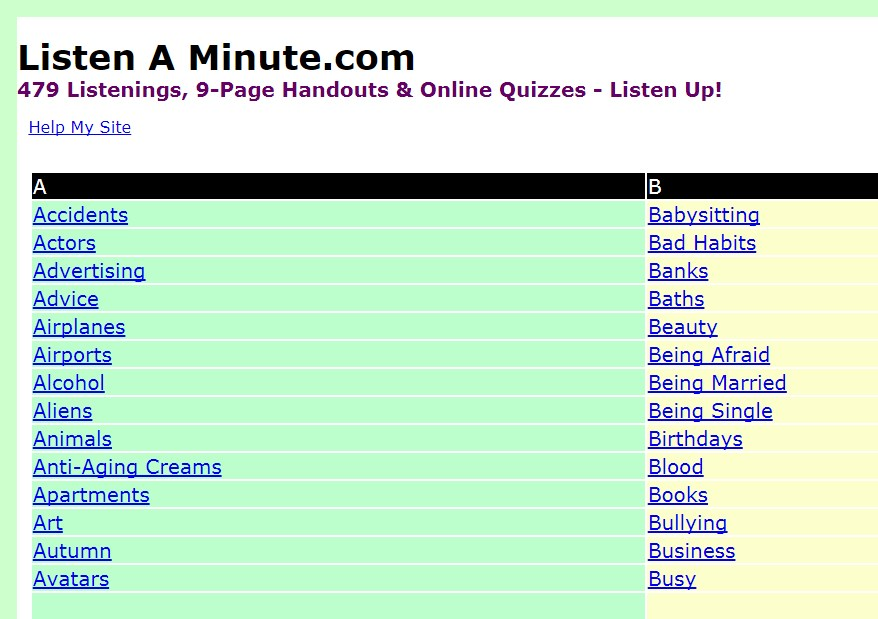 Listen A Minute.com
479 Listenings, 9-Page Handouts & Online Quizzes - Listen Up!
Help My Site
A
Accidents
Actors
Advertising
Advice
Airplanes
Airports
Alcohol
Aliens
Animals
Anti-Aging Creams
Apartments
Art
Autumn
Avatars
B
Babysitting
Bad Habits
Banks
Baths
Beauty
Being Afraid
Being Married
Being Single
Birthdays
Blood
Books
Bullying
Business
Busy